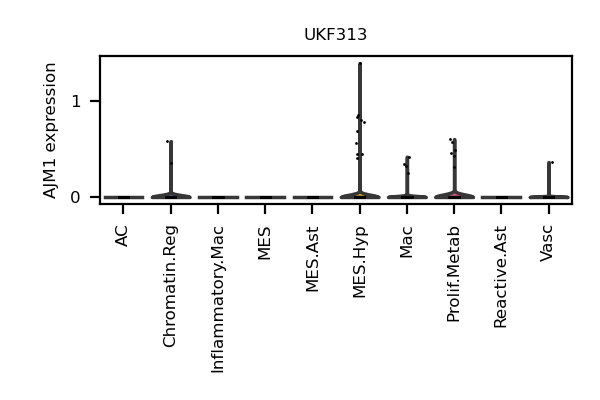 UKF313
AJM1 expression
1
0
AC
Chromatin.Reg
Inflammatory.Mac
MES
MES.Ast
MES.Hyp
Mac
Prolif.Metab
Reactive.Ast
Vasc